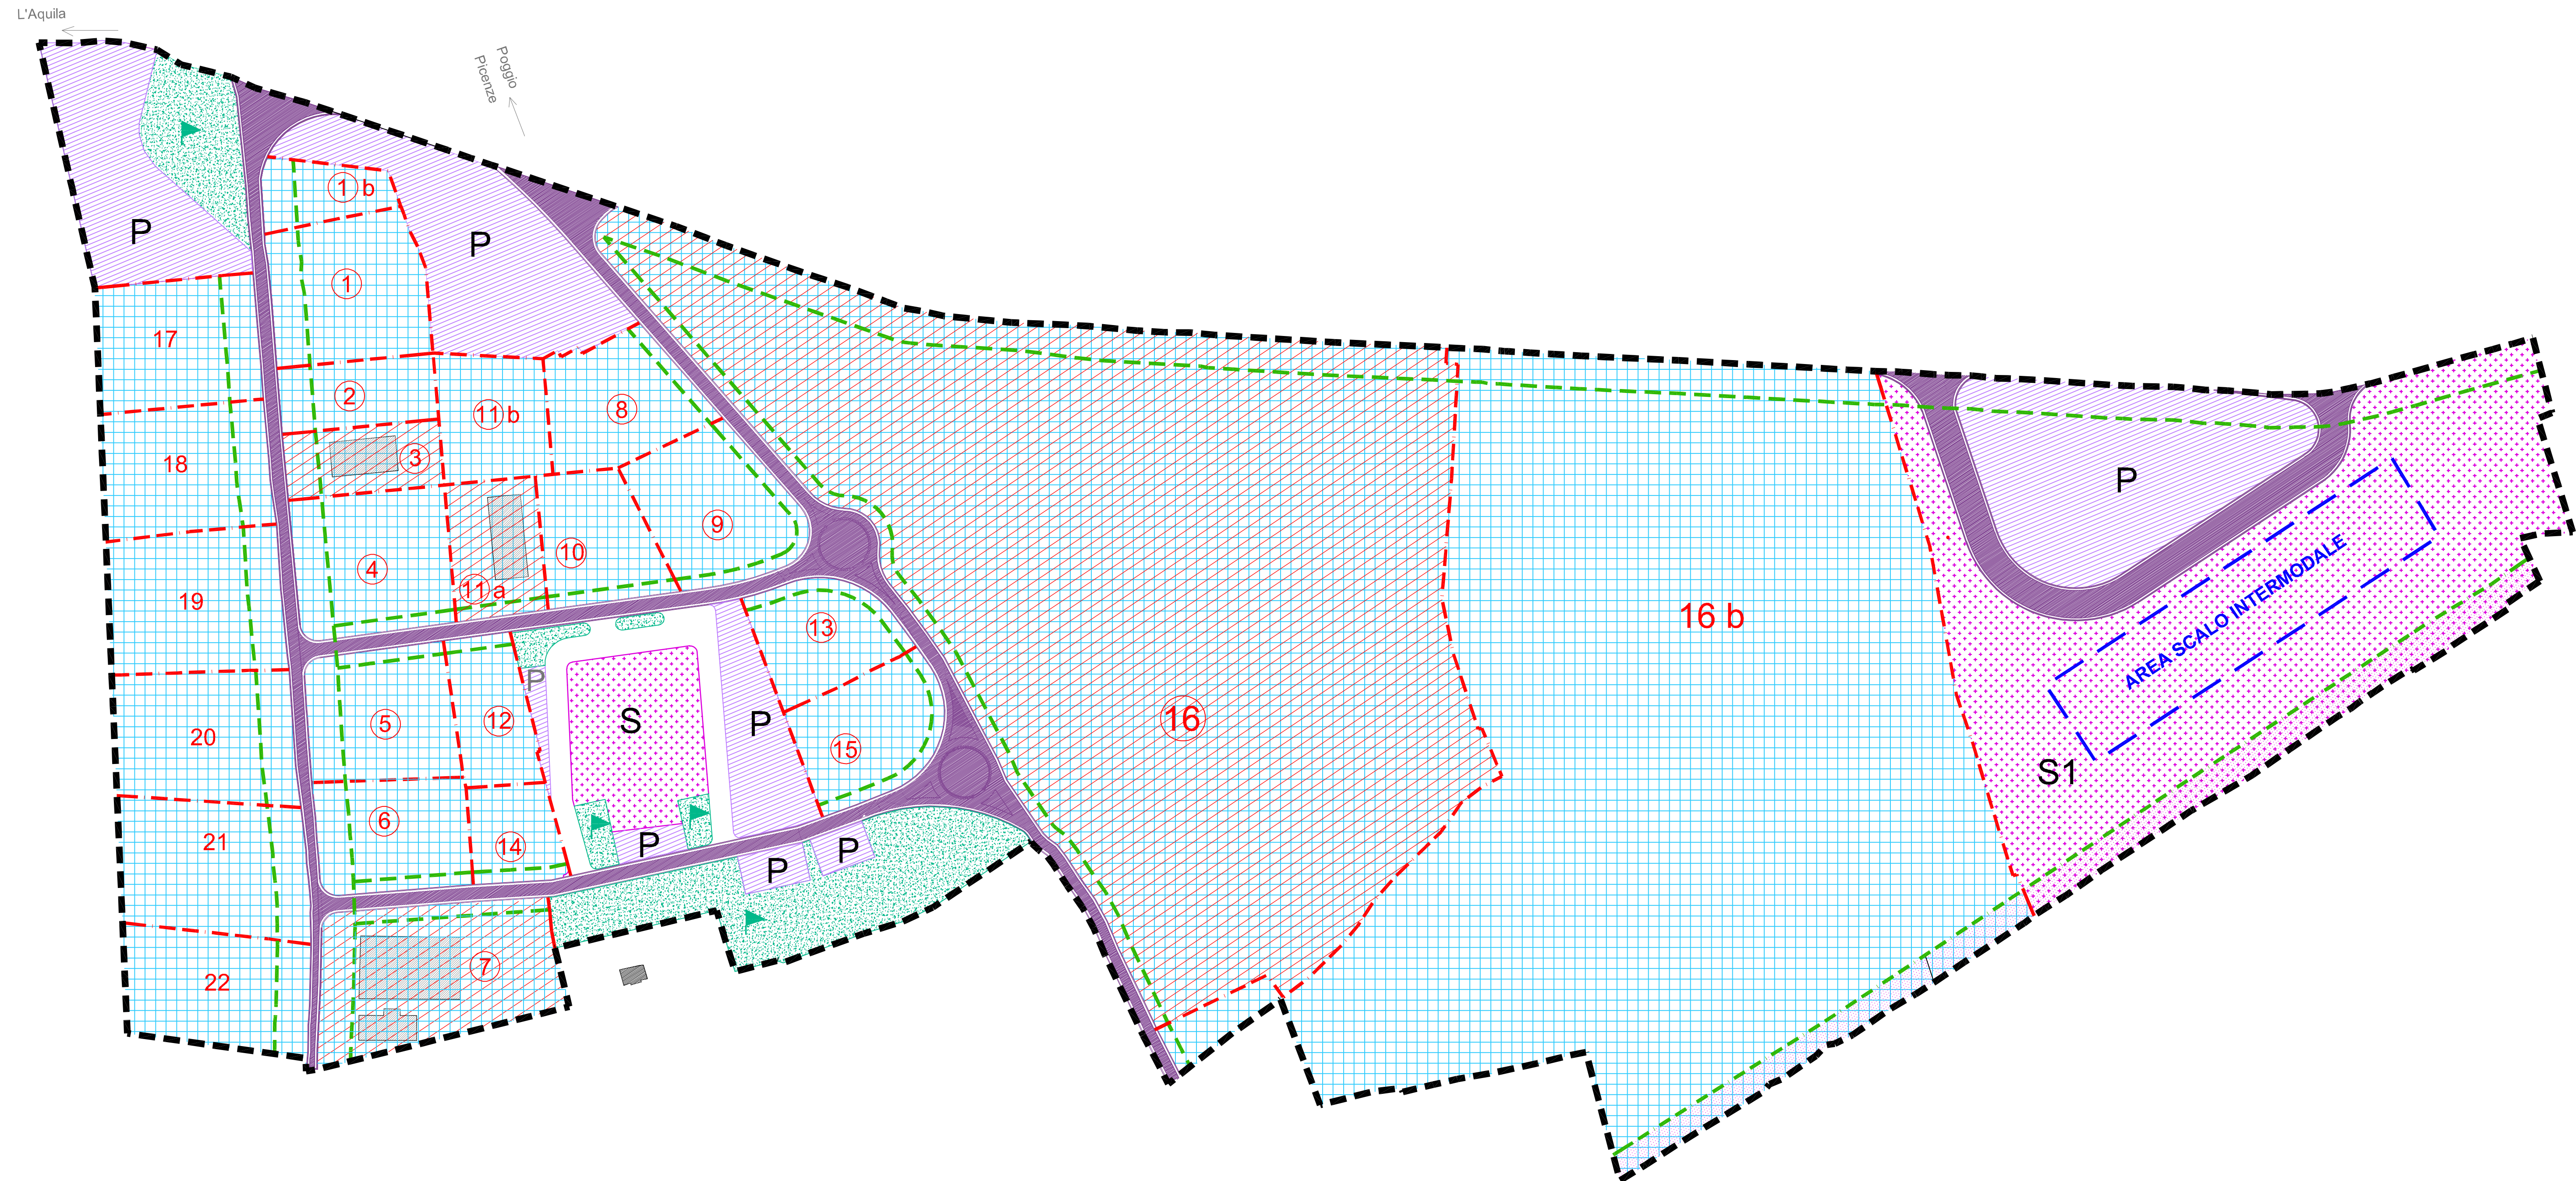 L'Aquila
Poggio
Picenze
1 b
P
P
1
17
2
11 b
8
3
18
P
9
10
4
11 a
19
16 b
13
AREA SCALO INTERMODALE
P
16
5
12
S
P
20
15
S1
6
21
14
P
P
P
7
22